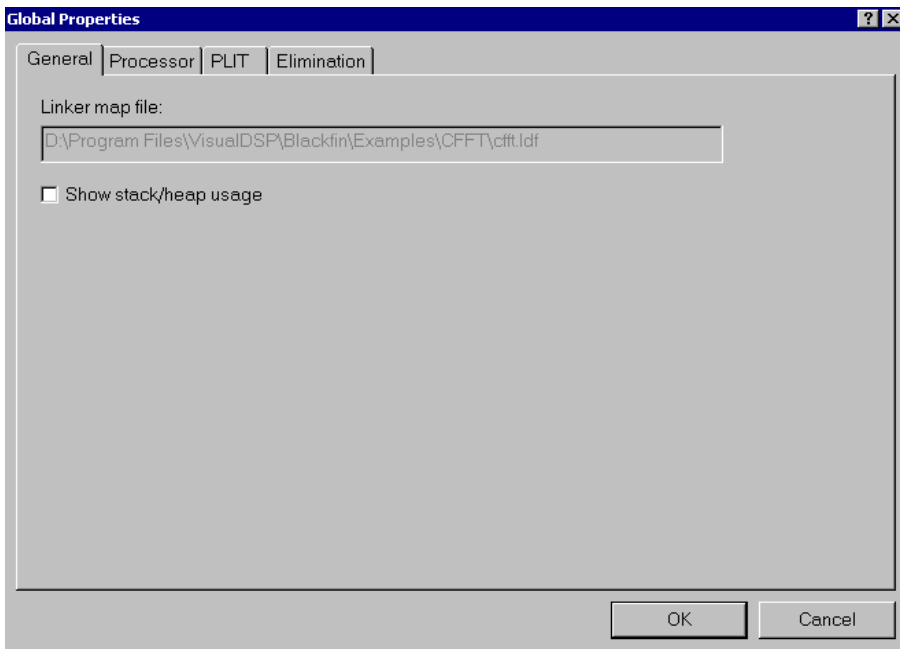 Global Properties
General Processor PLIT Elimination
Linker map file:
D:\Program Files\VisualDSP\Blackfin\Examples\CFFT\cfft.ldf
Show stack/heap usage
OK Cancel